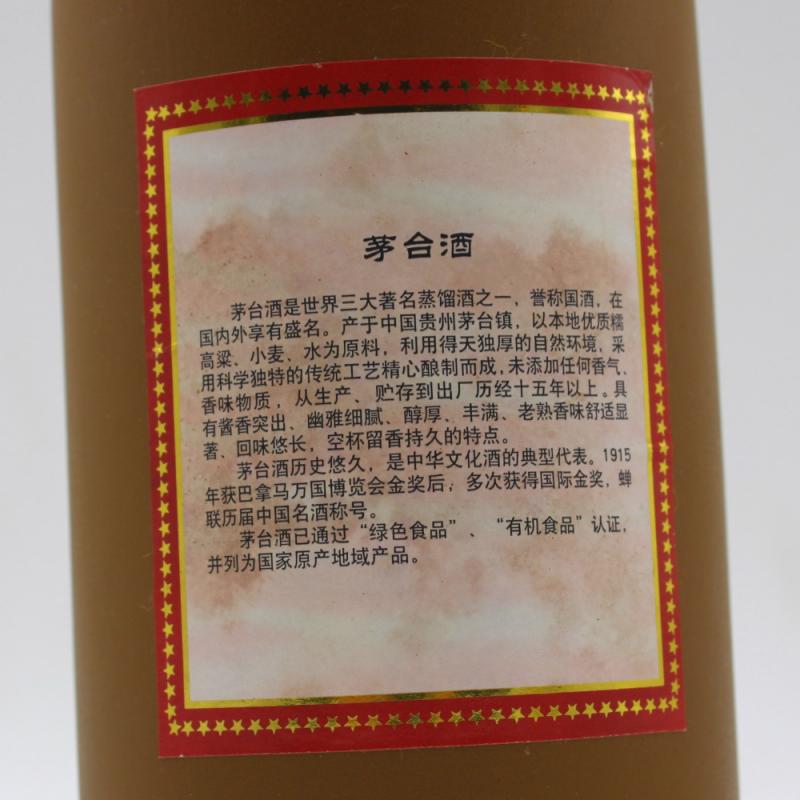 茅台酒
茅台酒是世界三大著名蒸馏酒之一，誉称国酒，在
国内外享有盛名。产于中国贵州茅台镇，以本地优质糯
高粱、小麦、水为原料，利用得天独厚的自然环境，采
用科学独特的传统工艺精心酿制而成，未添加任何香气、
香味物质，从生产、贮存到出厂历经十五年以上。具
有酱香突出、幽雅细腻、醇厚、丰满、老熟香味舒适显
著、回味悠长，空杯留香持久的特点。
茅台酒历史悠久，是中华文化酒的典型代表。1915
年获巴拿马万国博览会金奖后，多次获得国际金奖，蝉
联历届中国名酒称号。
茅台酒已通过“绿色食品”、“有机食品”认证，
并列为国家原产地域产品。